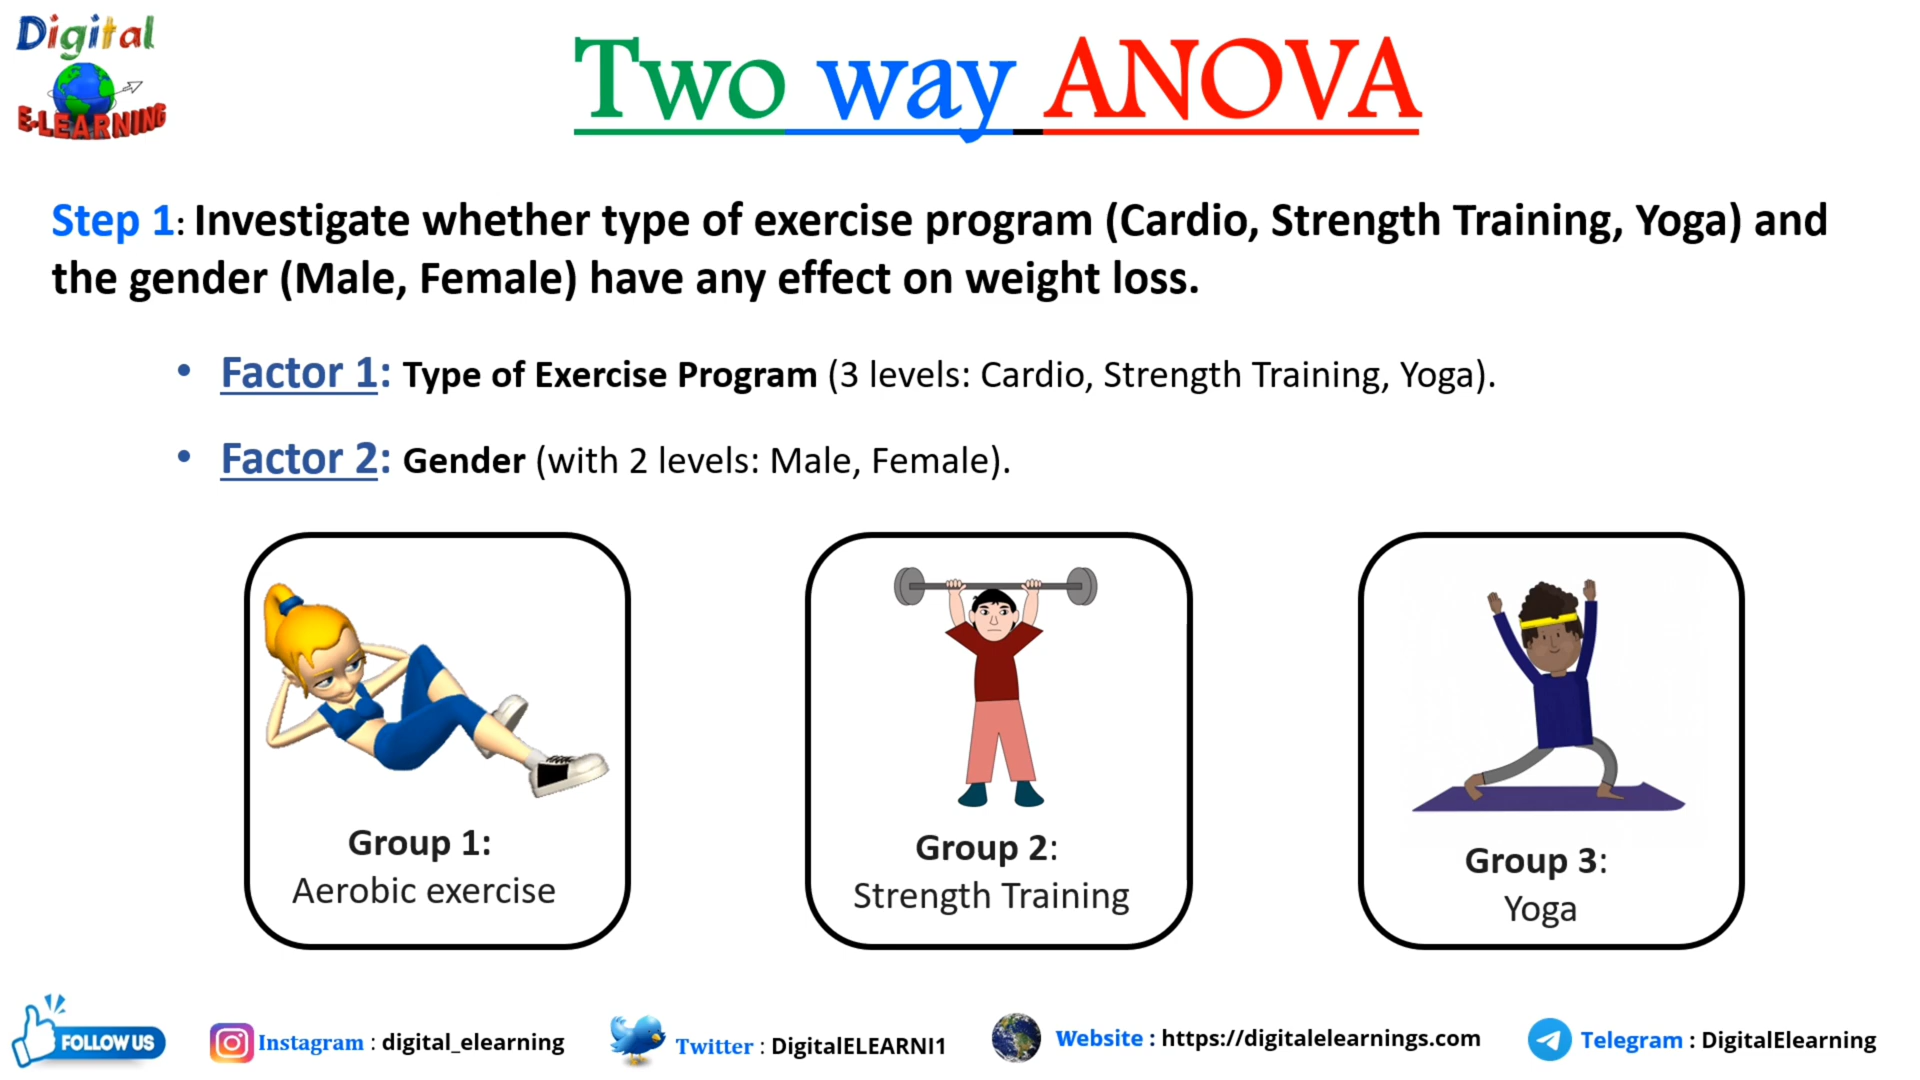 Digital
E-LEARNING
Two way ANOVA
Step 1: Investigate whether type of exercise program (Cardio, Strength Training, Yoga) and
the gender (Male, Female) have any effect on weight loss.
• Factor 1: Type of Exercise Program (3 levels: Cardio, Strength Training, Yoga).
• Factor 2: Gender (with 2 levels: Male, Female).
Group 1:
Aerobic exercise
Group 2:
Strength Training
Group 3:
Yoga
FOLLOW US
Instagram : digital_elearning
Twitter : DigitalELEARNI1
Website : https://digitalelearnings.com
Telegram : DigitalElearning